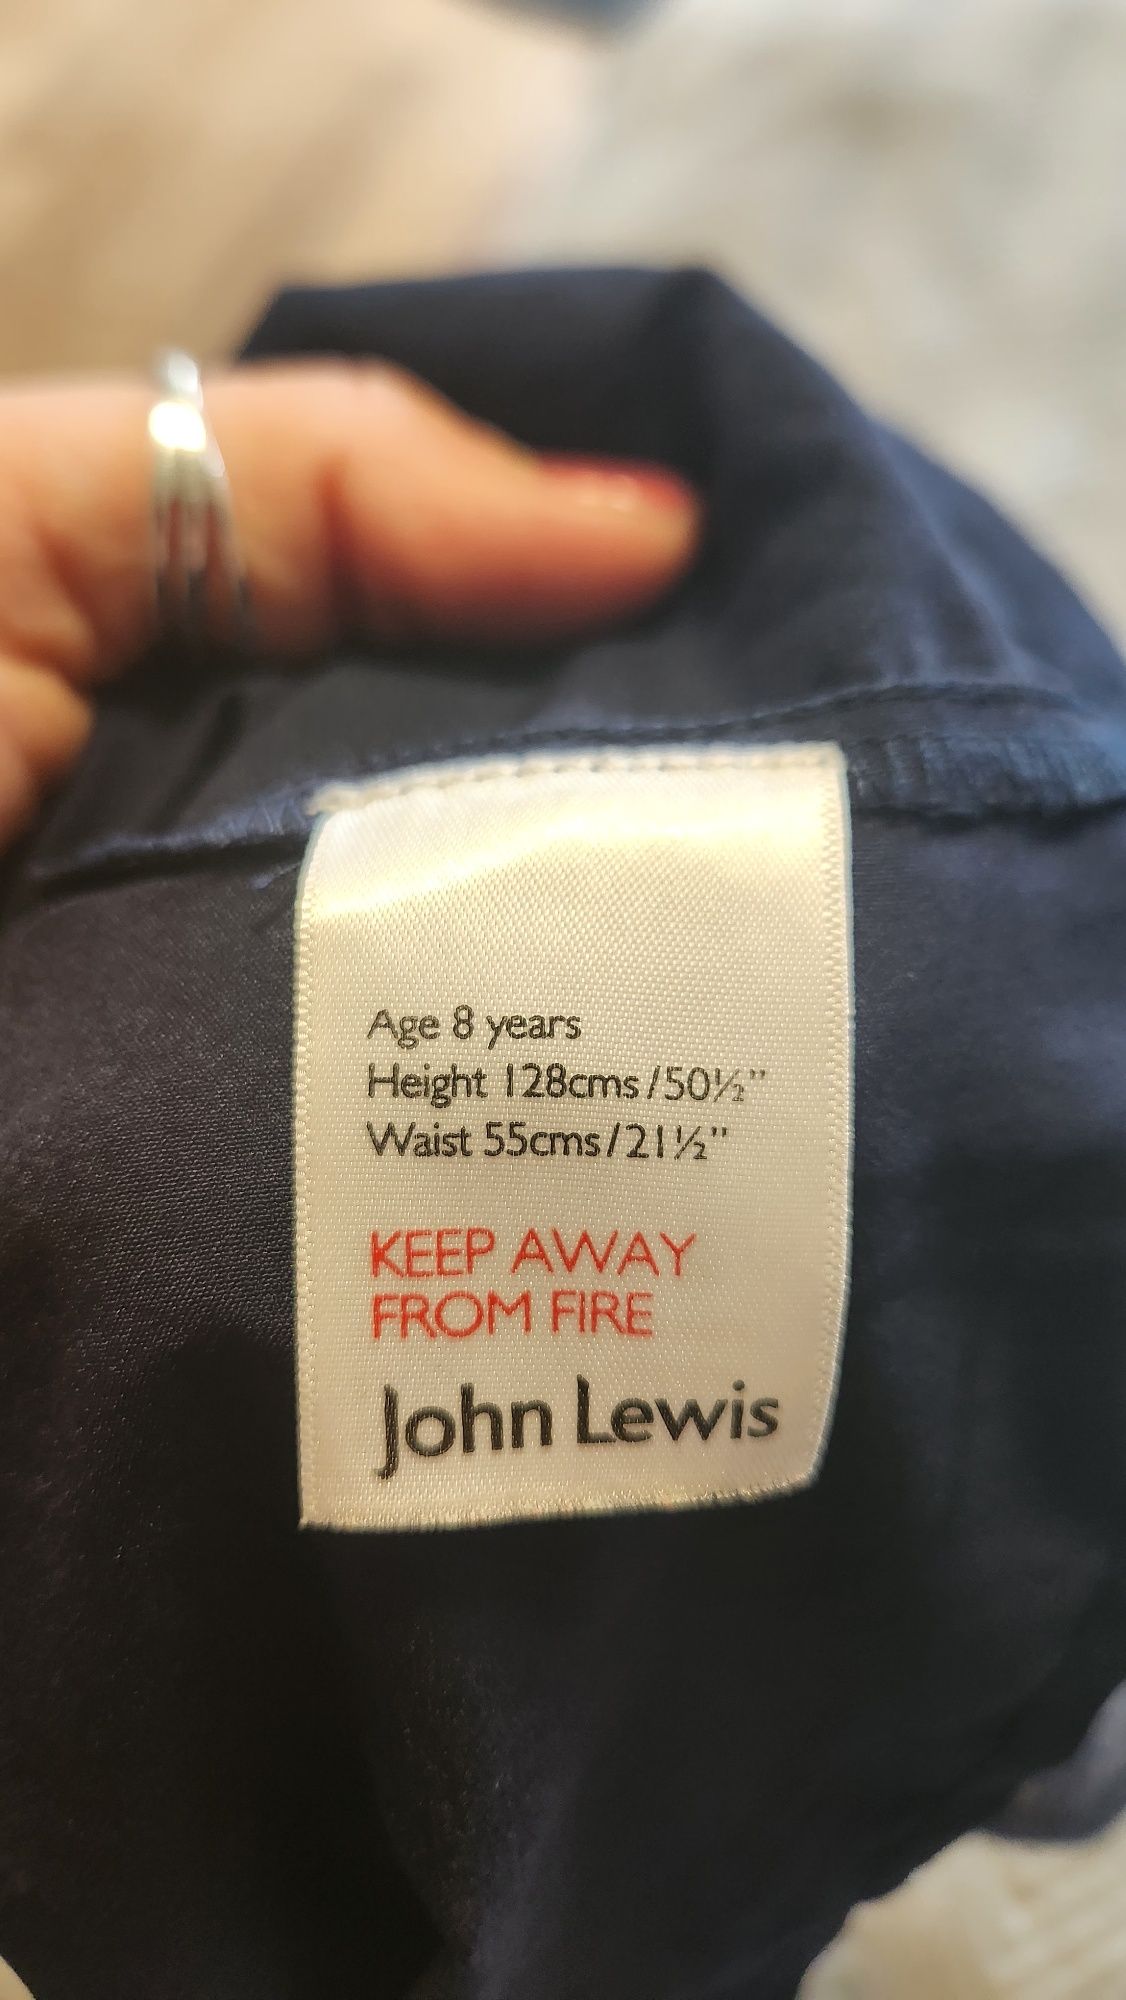 Age 8 years
Height 128cms/50½"
Waist 55cms/21½"
KEEP AWAY
FROM FIRE
John Lewis